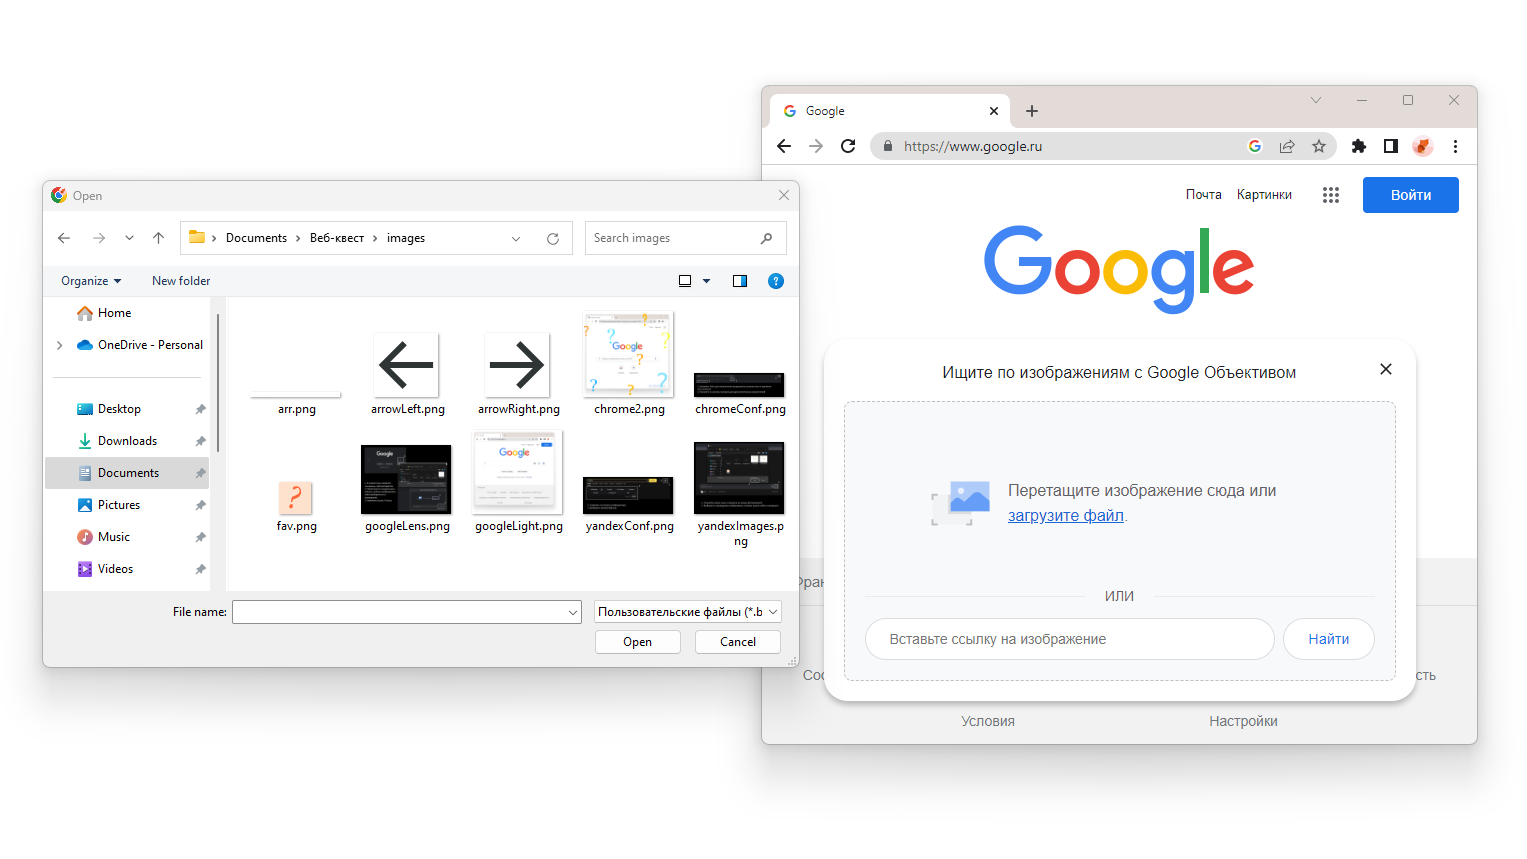 Open
Documents
Веб-квест
images
Search images
Organize
New folder
Home
OneDrive - Personal
Desktop
Downloads
Documents
Pictures
Music
Videos
arr.png
arrowLeft.png
arrowRight.png
Google
chrome2.png
chromeConf.png
fav.png
googleLens.png
Google
googleLight.png
yandexConf.png
yandexImages.p
ng
File name:
Пользовательские файлы (*.b
Open
Cancel
Google
https://www.google.ru
Почта
Картинки
Войти
Google
Ищите по изображениям с Google Объективом
Перетащите изображение сюда или
загрузите файл.
ИЛИ
Вставьте ссылку на изображение
Найти
Условия
Настройки